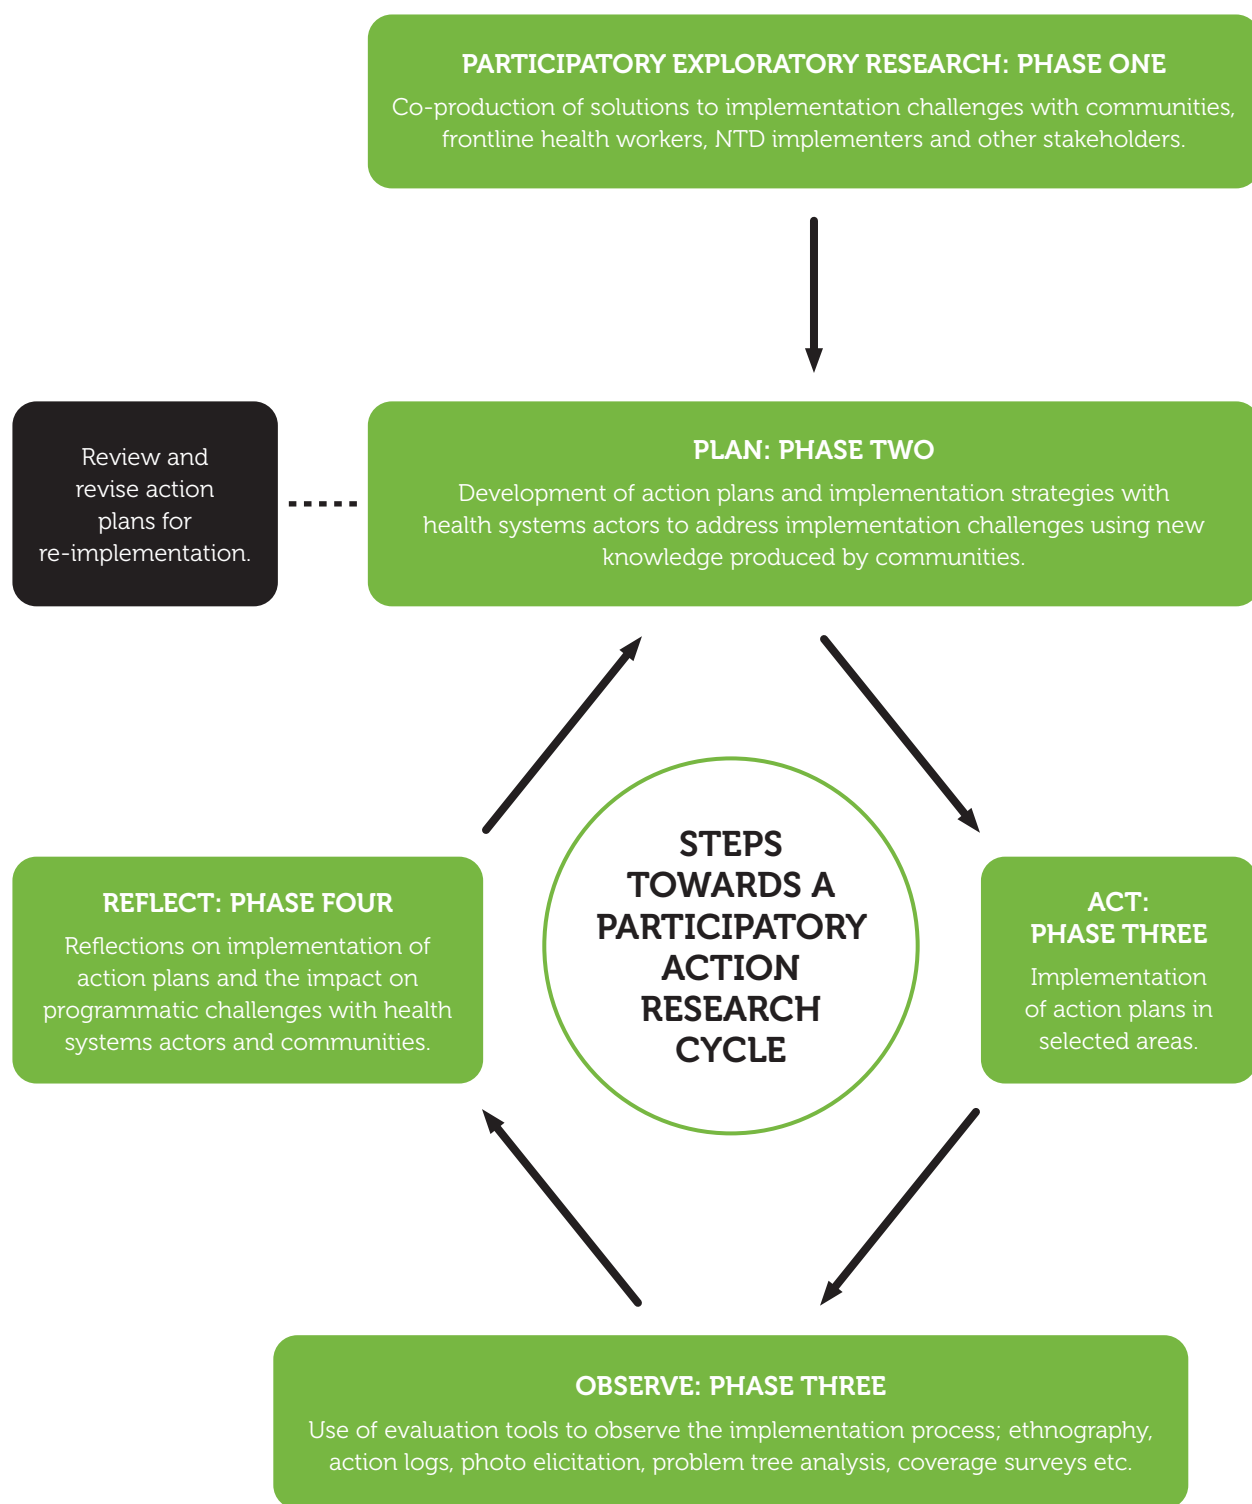 PARTICIPATORY EXPLORATORY RESEARCH: PHASE ONE
Co-production of solutions to implementation challenges with communities,
frontline health workers, NTD implementers and other stakeholders.
Review and
revise action
plans for
re-implementation.
PLAN: PHASE TWO
Development of action plans and implementation strategies with
health systems actors to address implementation challenges using new
knowledge produced by communities.
STEPS
TOWARDS A
PARTICIPATORY
ACTION
RESEARCH
CYCLE
REFLECT: PHASE FOUR
Reflections on implementation of
action plans and the impact on
programmatic challenges with health
systems actors and communities.
ACT:
PHASE THREE
Implementation
of action plans in
selected areas.
OBSERVE: PHASE THREE
Use of evaluation tools to observe the implementation process; ethnography,
action logs, photo elicitation, problem tree analysis, coverage surveys etc.